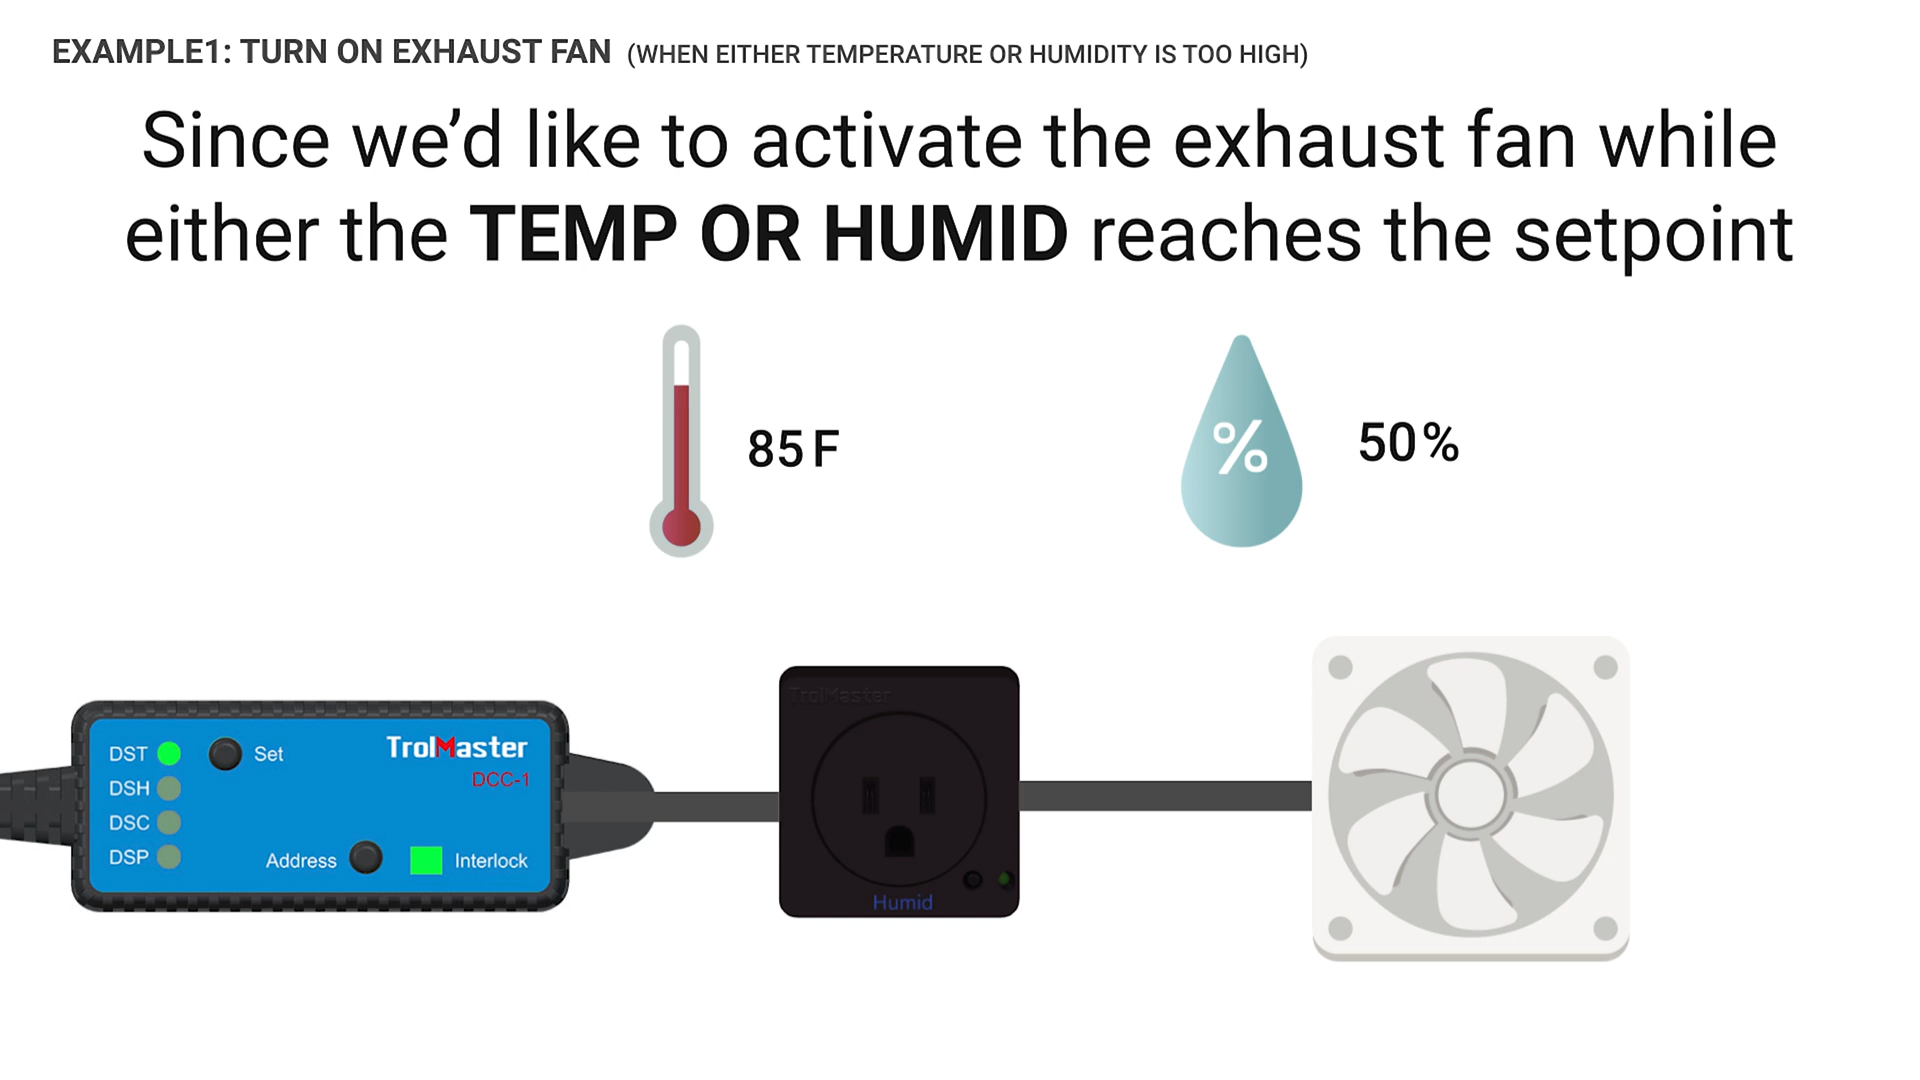 EXAMPLE1: TURN ON EXHAUST FAN (WHEN EITHER TEMPERATURE OR HUMIDITY IS TOO HIGH)
Since we’d like to activate the exhaust fan while
either the TEMP OR HUMID reaches the setpoint
85 F
%
50%
DST
Set
TrolMaster
DCC-1
DSH
DSC
DSP
Address
Interlock
TrolMaster
Humid